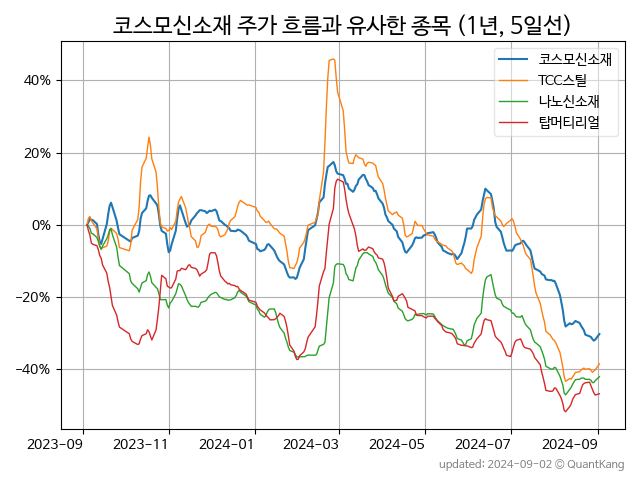 코스모신소재 주가 흐름과 유사한 종목 (1년, 5일선)
코스모신소재
TCC스틸
나노신소재
탑머티리얼
40%
20%
0%
−20%
−40%
2023-09 2023-11 2024-01 2024-03 2024-05 2024-07 2024-09
updated: 2024-09-02 © QuantKang